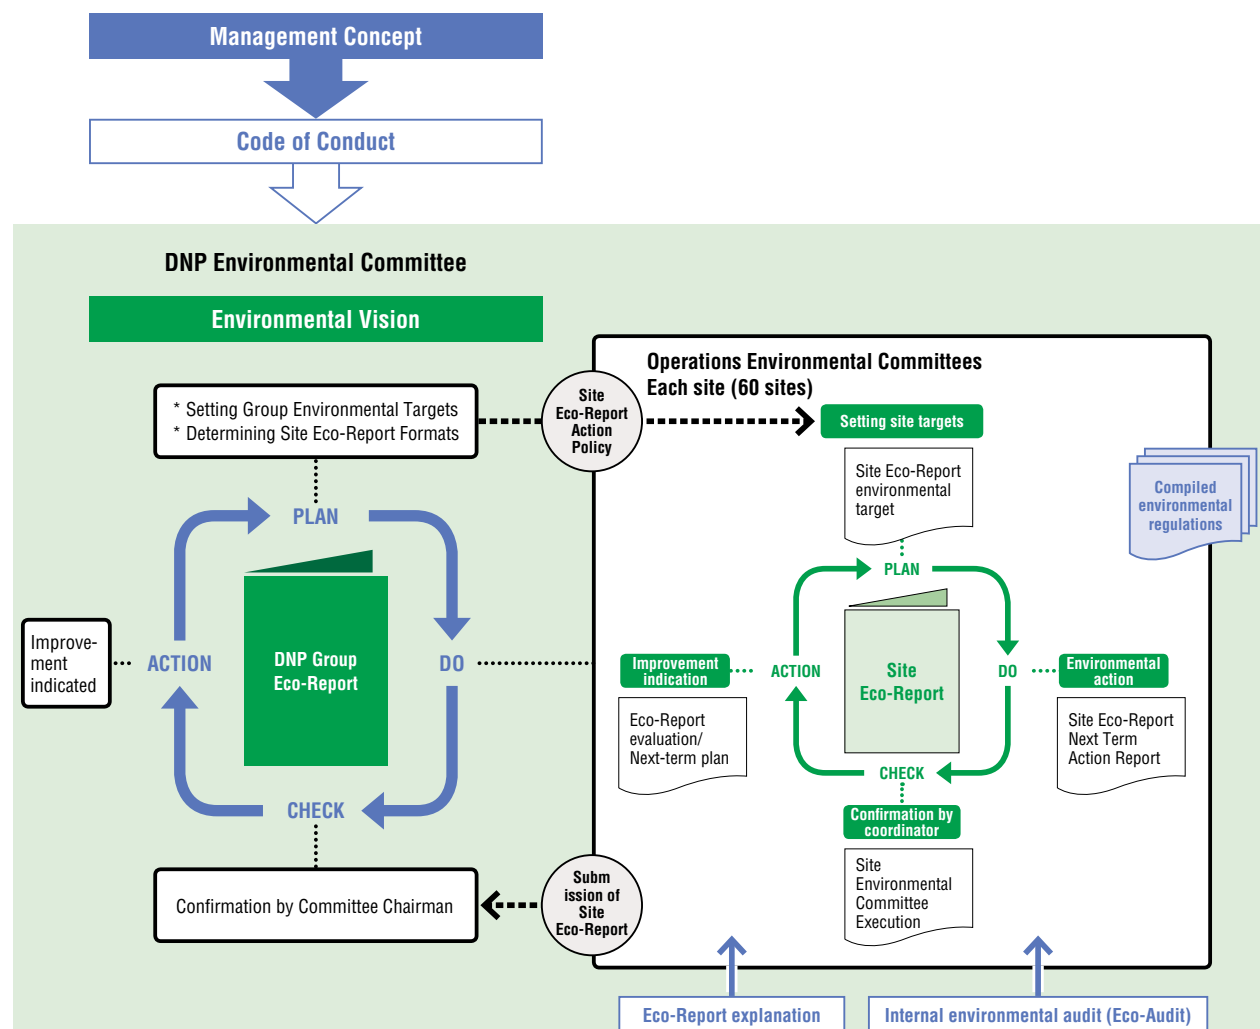 Management Concept
Code of Conduct
DNP Environmental Committee
Environmental Vision
* Setting Group Environmental Targets
* Determining Site Eco-Report Formats
Site
Eco-Report
Action
Policy
Operations Environmental Committees
Each site (60 sites)
Setting site targets
Site Eco-Report
environmental
target
Compiled
environmental
regulations
PLAN
PLAN
Improve-
ment
indicated
ACTION
DNP Group
Eco-Report
DO
Improvement
indication
ACTION
Site
Eco-Report
DO
Environmental
action
Eco-Report
evaluation/
Next-term plan
Site Eco-Report
Next Term
Action Report
CHECK
CHECK
Confirmation by
coordinator
Site
Environmental
Committee
Execution
Confirmation by Committee Chairman
Subm
ission of
Site
Eco-Report
Eco-Report explanation
Internal environmental audit (Eco-Audit)